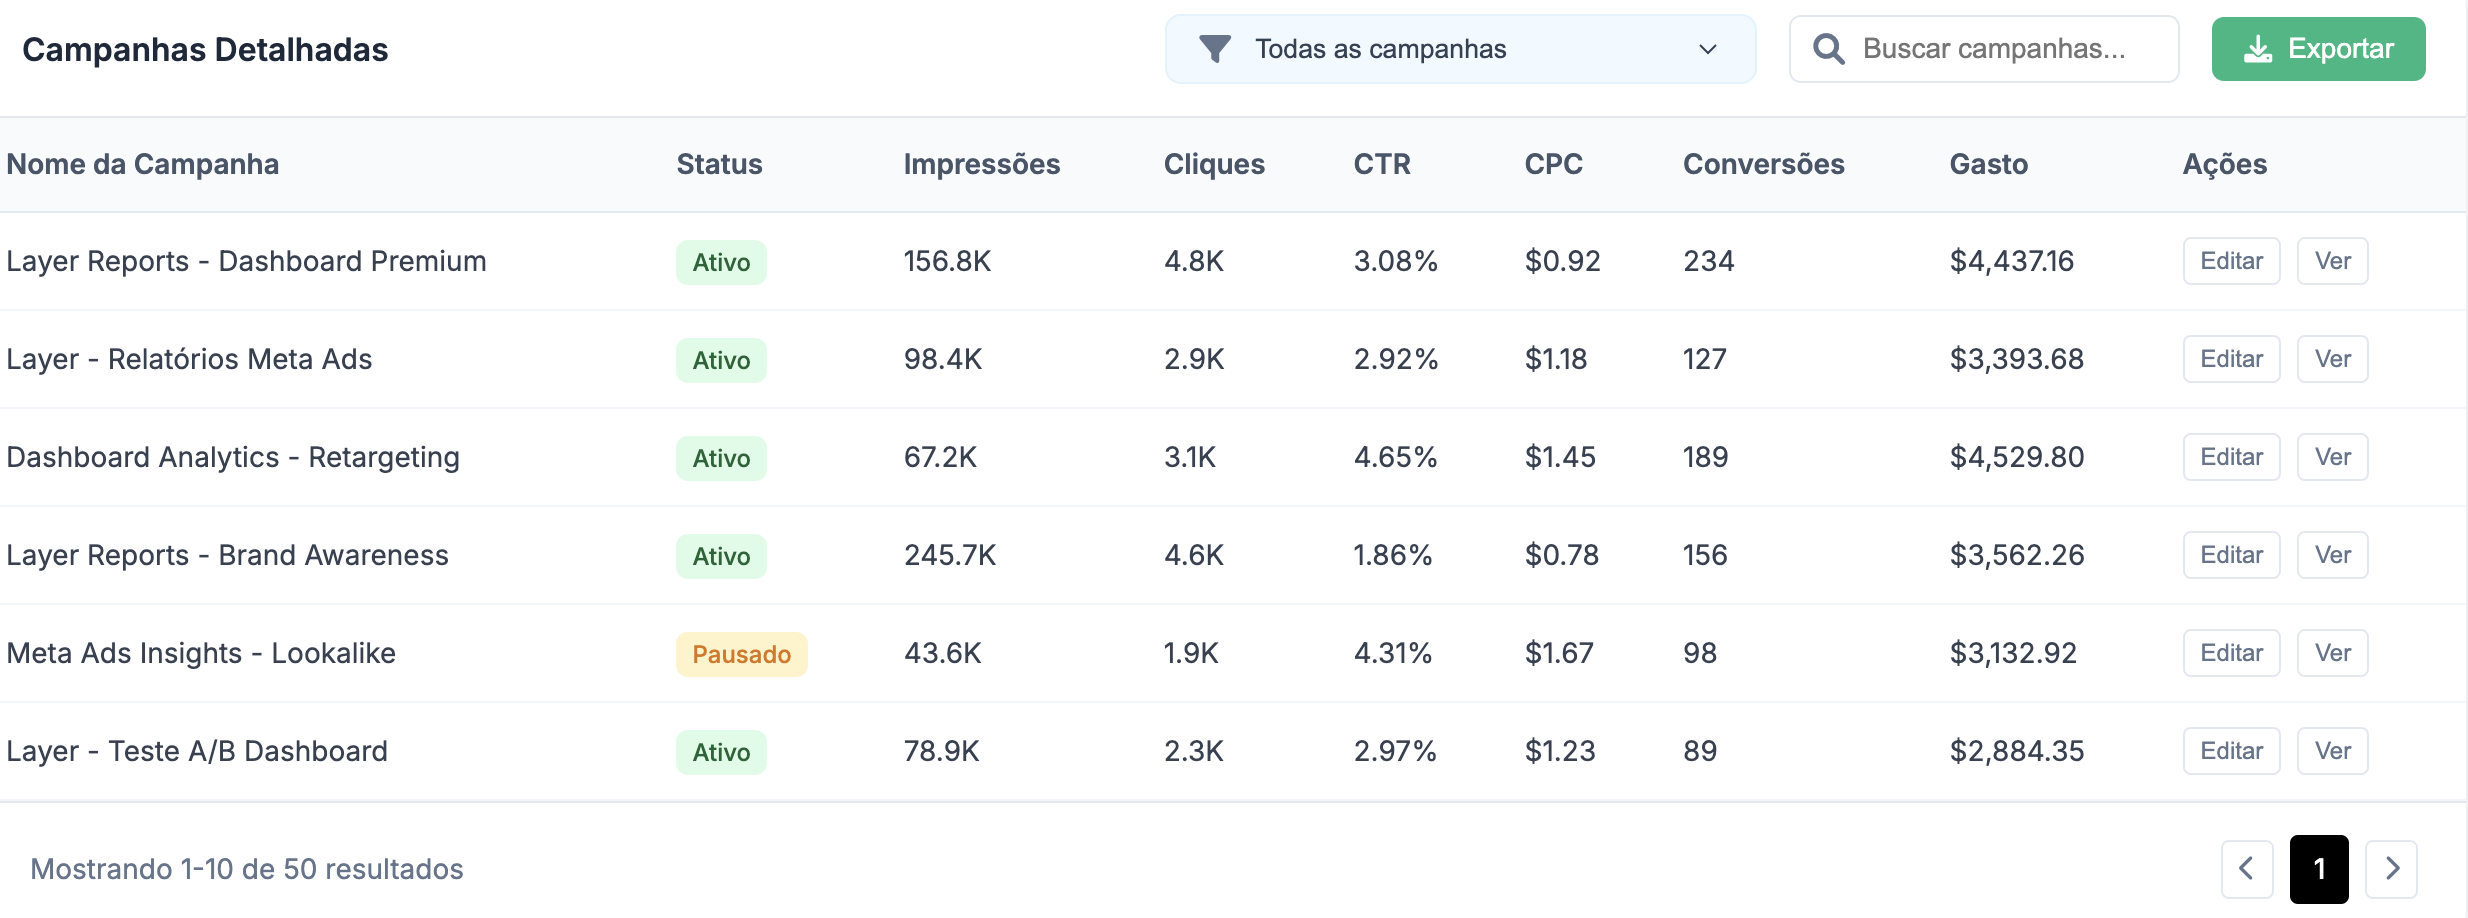 Campanhas Detalhadas Todas as campanhas Buscar campanhas... Exportar
Nome da Campanha Status Impressões Cliques CTR CPC Conversões Gasto Ações
Layer Reports - Dashboard Premium Ativo 156.8K 4.8K 3.08% $0.92 234 $4,437.16 Editar Ver
Layer - Relatórios Meta Ads Ativo 98.4K 2.9K 2.92% $1.18 127 $3,393.68 Editar Ver
Dashboard Analytics - Retargeting Ativo 67.2K 3.1K 4.65% $1.45 189 $4,529.80 Editar Ver
Layer Reports - Brand Awareness Ativo 245.7K 4.6K 1.86% $0.78 156 $3,562.26 Editar Ver
Meta Ads Insights - Lookalike Pausado 43.6K 1.9K 4.31% $1.67 98 $3,132.92 Editar Ver
Layer - Teste A/B Dashboard Ativo 78.9K 2.3K 2.97% $1.23 89 $2,884.35 Editar Ver
Mostrando 1-10 de 50 resultados 1